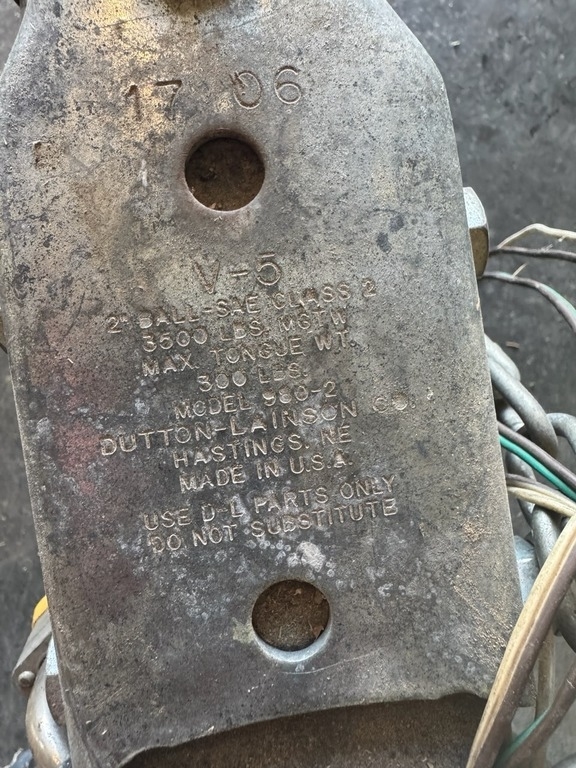 17 06
V-5
2" BALL-SAE CLASS 2
3500 LBS. MGTW
MAX. TONGUE WT.
300 LBS.
MODEL 980-2
DUTTON-LAINSON CO.
HASTINGS, NE
MADE IN U.S.A.
USE D-L PARTS ONLY
DO NOT SUBSTITUTE